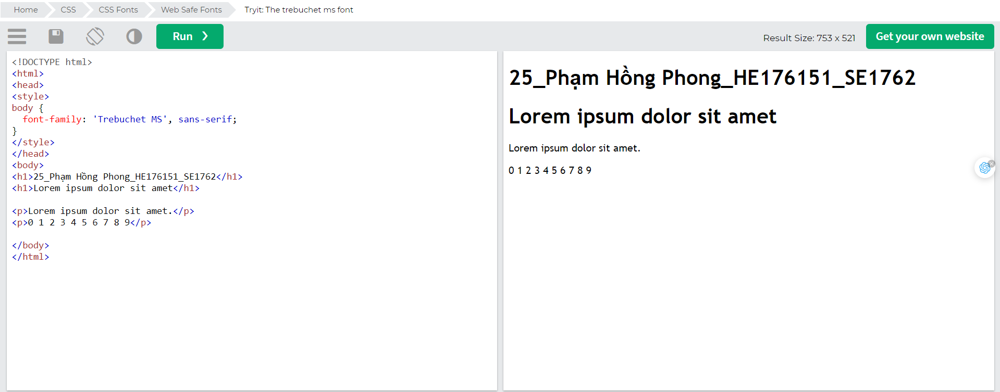 Home CSS CSS Fonts Web Safe Fonts Tryit: The trebuchet ms font
Run ❯ Result Size: 753 x 521 Get your own website
<!DOCTYPE html>
<html>
<head>
<style>
body {
  font-family: 'Trebuchet MS', sans-serif;
}
</style>
</head>
<body>
<h1>25_Phạm Hồng Phong_HE176151_SE1762</h1>
<h1>Lorem ipsum dolor sit amet</h1>
<p>Lorem ipsum dolor sit amet.</p>
<p>0 1 2 3 4 5 6 7 8 9</p>
</body>
</html>
25_Phạm Hồng Phong_HE176151_SE1762
Lorem ipsum dolor sit amet
Lorem ipsum dolor sit amet.
0 1 2 3 4 5 6 7 8 9